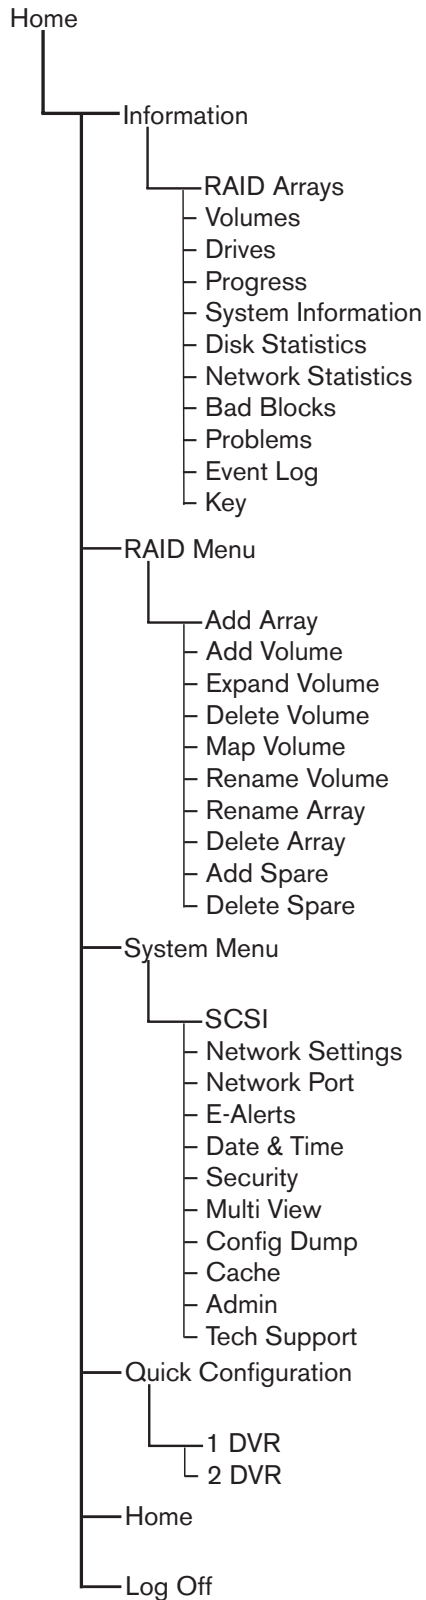 Home
Information
RAID Arrays
Volumes
Drives
Progress
System Information
Disk Statistics
Network Statistics
Bad Blocks
Problems
Event Log
Key
RAID Menu
Add Array
Add Volume
Expand Volume
Delete Volume
Map Volume
Rename Volume
Rename Array
Delete Array
Add Spare
Delete Spare
System Menu
SCSI
Network Settings
Network Port
E-Alerts
Date & Time
Security
Multi View
Config Dump
Cache
Admin
Tech Support
Quick Configuration
1 DVR
2 DVR
Home
Log Off